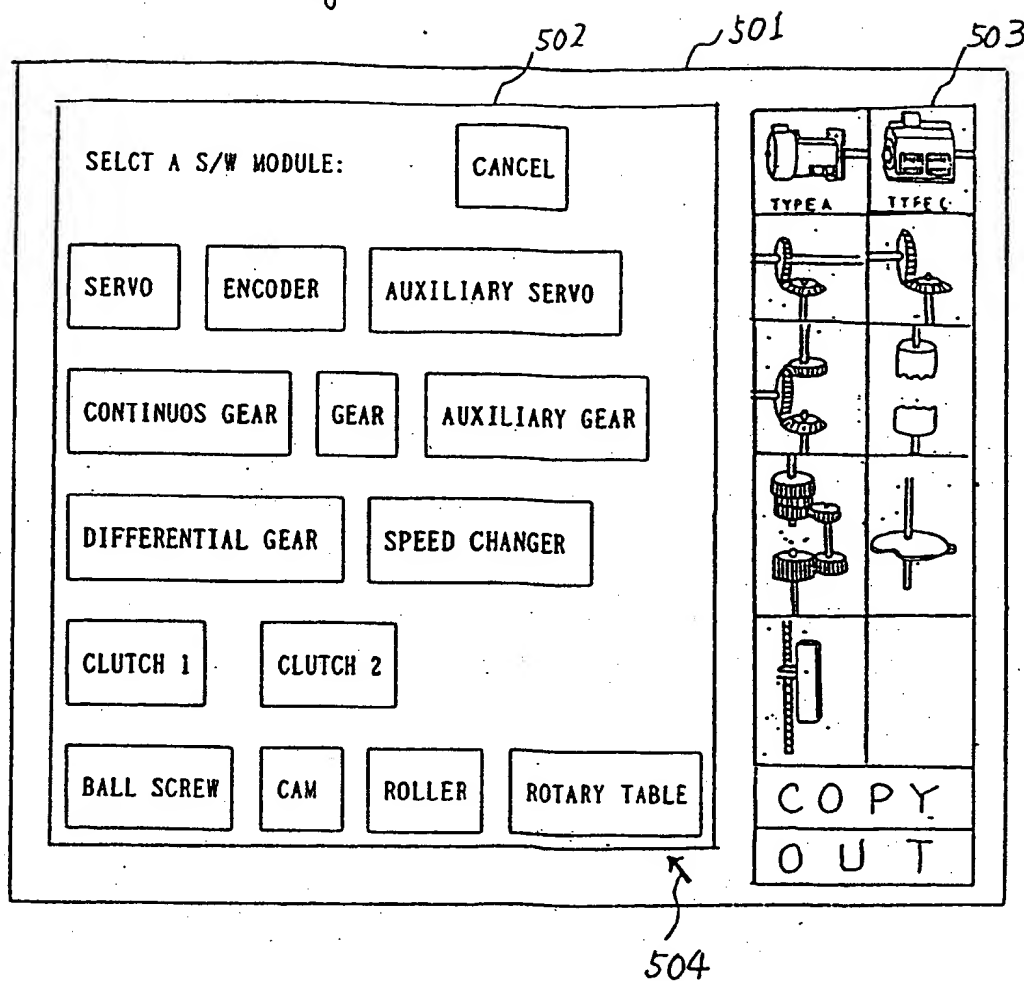 502
501
503
SELCT A S/W MODULE:
CANCEL
TYPE A
TYPE C
SERVO
ENCODER
AUXILIARY SERVO
CONTINUOS GEAR
GEAR
AUXILIARY GEAR
DIFFERENTIAL GEAR
SPEED CHANGER
CLUTCH 1
CLUTCH 2
BALL SCREW
CAM
ROLLER
ROTARY TABLE
COPY
OUT
504